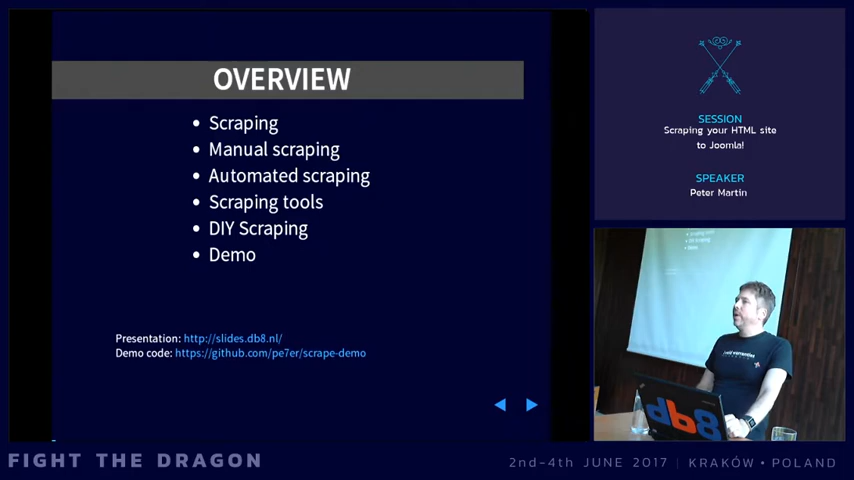 OVERVIEW
Scraping
Manual scraping
Automated scraping
Scraping tools
DIY Scraping
Demo
Presentation: http://slides.db8.nl/
Demo code: https://github.com/pe7er/scrape-demo
SESSION
Scraping your HTML site
to Joomla!
SPEAKER
Peter Martin
db8
FIGHT THE DRAGON
2nd-4th JUNE 2017 | KRAKÓW • POLAND